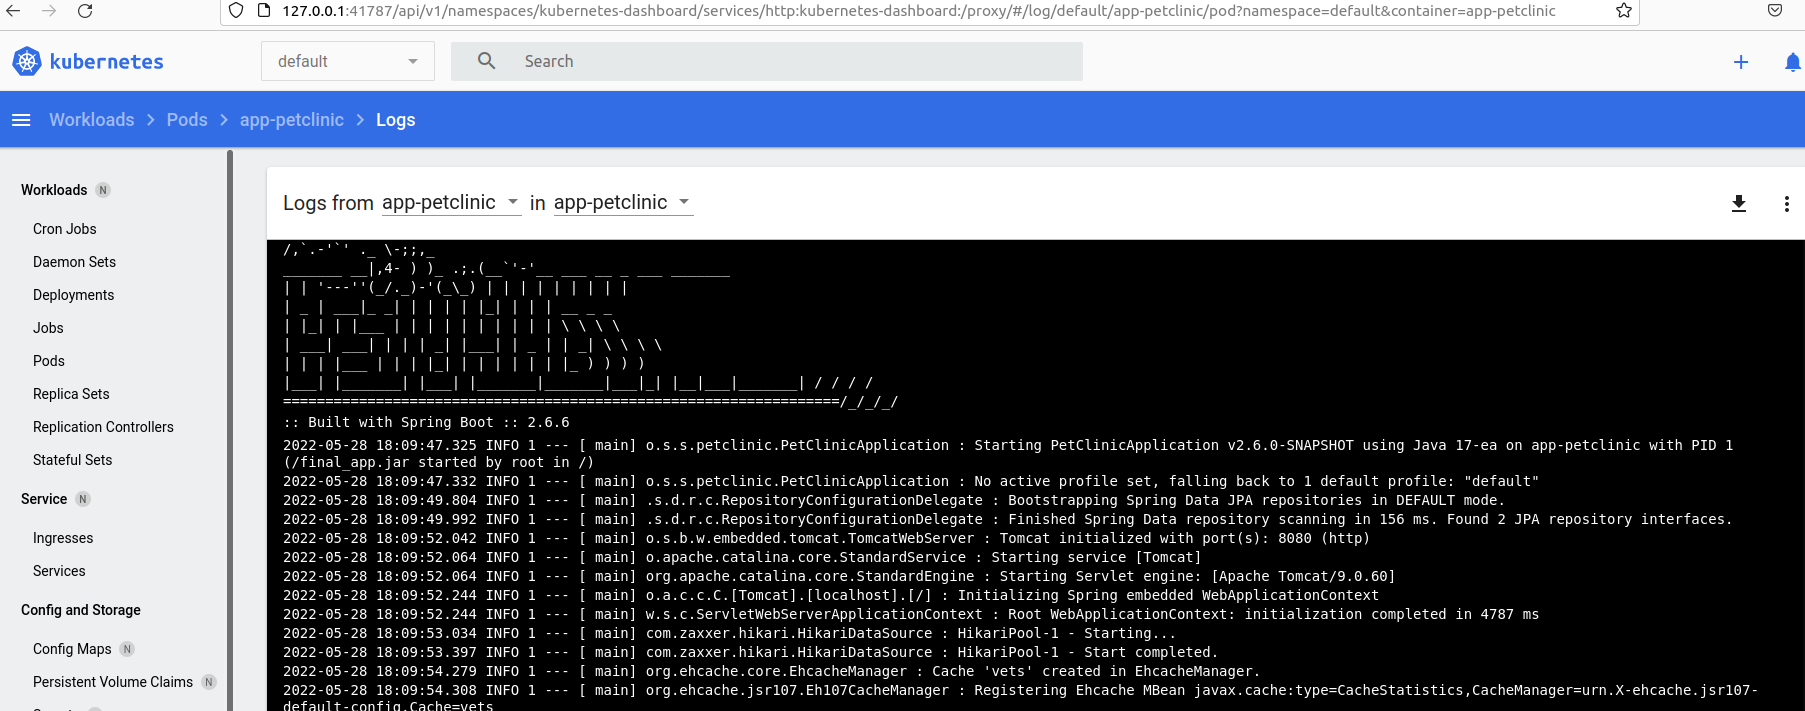 127.0.0.1:41787/api/v1/namespaces/kubernetes-dashboard/services/http:kubernetes-dashboard:/proxy/#/log/default/app-petclinic/pod?namespace=default&container=app-petclinic
kubernetes
default
Search
Workloads > Pods > app-petclinic > Logs
Workloads N
Cron Jobs
Daemon Sets
Deployments
Jobs
Pods
Replica Sets
Replication Controllers
Stateful Sets
Service N
Ingresses
Services
Config and Storage
Config Maps N
Persistent Volume Claims N
Logs from app-petclinic in app-petclinic
/,`.-'`' ._ \-;;,_
_______ __|,4- ) )_ .;.(__`'-'__ ___ __ _ ___ _______
| | '---''(_/._)-'(_\_) | | | | | | | | |
| _ | ___|_ _| | | | | |_| | | | __ _ _
| |_| | |___ | | | | | | | | | | \ \ \ \
| ___| ___| | | | _| |___| | _ | | _| \ \ \ \
| | | |___ | | | |_| | | | | | | |_ ) ) ) )
|___| |_______| |___| |_______|_______|___|_| |__|___|_______| / / / /
==================================================================/_/_/_/
:: Built with Spring Boot :: 2.6.6
2022-05-28 18:09:47.325 INFO 1 --- [ main] o.s.s.petclinic.PetClinicApplication : Starting PetClinicApplication v2.6.0-SNAPSHOT using Java 17-ea on app-petclinic with PID 1
(/final_app.jar started by root in /)
2022-05-28 18:09:47.332 INFO 1 --- [ main] o.s.s.petclinic.PetClinicApplication : No active profile set, falling back to 1 default profile: "default"
2022-05-28 18:09:49.804 INFO 1 --- [ main] .s.d.r.c.RepositoryConfigurationDelegate : Bootstrapping Spring Data JPA repositories in DEFAULT mode.
2022-05-28 18:09:49.992 INFO 1 --- [ main] .s.d.r.c.RepositoryConfigurationDelegate : Finished Spring Data repository scanning in 156 ms. Found 2 JPA repository interfaces.
2022-05-28 18:09:52.042 INFO 1 --- [ main] o.s.b.w.embedded.tomcat.TomcatWebServer : Tomcat initialized with port(s): 8080 (http)
2022-05-28 18:09:52.064 INFO 1 --- [ main] o.apache.catalina.core.StandardService : Starting service [Tomcat]
2022-05-28 18:09:52.064 INFO 1 --- [ main] org.apache.catalina.core.StandardEngine : Starting Servlet engine: [Apache Tomcat/9.0.60]
2022-05-28 18:09:52.244 INFO 1 --- [ main] o.a.c.c.C.[Tomcat].[localhost].[/] : Initializing Spring embedded WebApplicationContext
2022-05-28 18:09:52.244 INFO 1 --- [ main] w.s.c.ServletWebServerApplicationContext : Root WebApplicationContext: initialization completed in 4787 ms
2022-05-28 18:09:53.034 INFO 1 --- [ main] com.zaxxer.hikari.HikariDataSource : HikariPool-1 - Starting...
2022-05-28 18:09:53.397 INFO 1 --- [ main] com.zaxxer.hikari.HikariDataSource : HikariPool-1 - Start completed.
2022-05-28 18:09:54.279 INFO 1 --- [ main] org.ehcache.core.EhcacheManager : Cache 'vets' created in EhcacheManager.
2022-05-28 18:09:54.308 INFO 1 --- [ main] org.ehcache.jsr107.Eh107CacheManager : Registering Ehcache MBean javax.cache:type=CacheStatistics,CacheManager=urn.X-ehcache.jsr107-
default-config,Cache=vets